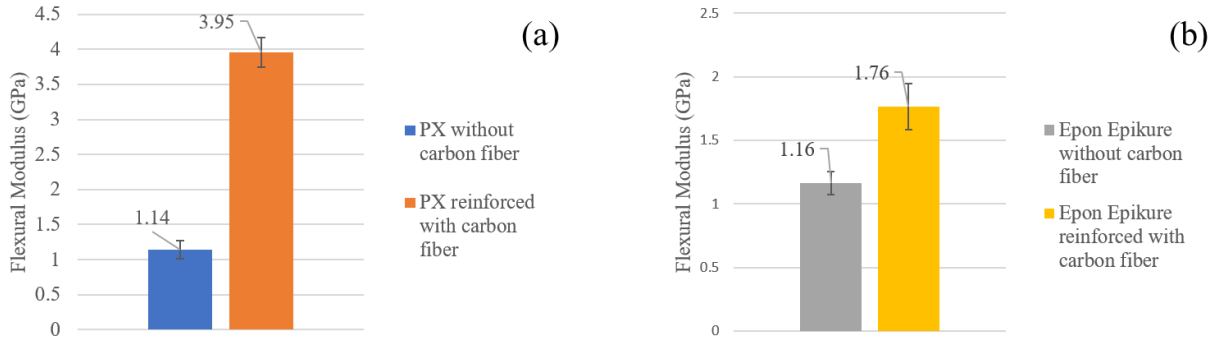 (a)
Flexural Modulus (GPa)
4.5
4
3.5
3
2.5
2
1.5
1
0.5
0
1.14
3.95
PX without
carbon fiber
PX reinforced
with carbon
fiber
(b)
Flexural Modulus (GPa)
2.5
2
1.5
1
0.5
0
1.16
1.76
Epon Epikure
without carbon
fiber
Epon Epikure
reinforced with
carbon fiber